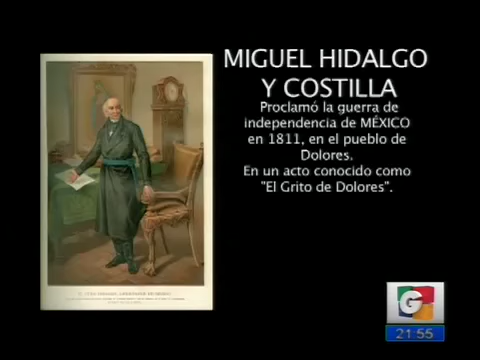 MIGUEL HIDALGO
Y COSTILLA
Proclamó la guerra de
independencia de MÉXICO
en 1811, en el pueblo de
Dolores.
En un acto conocido como
"El Grito de Dolores".
G
21:55